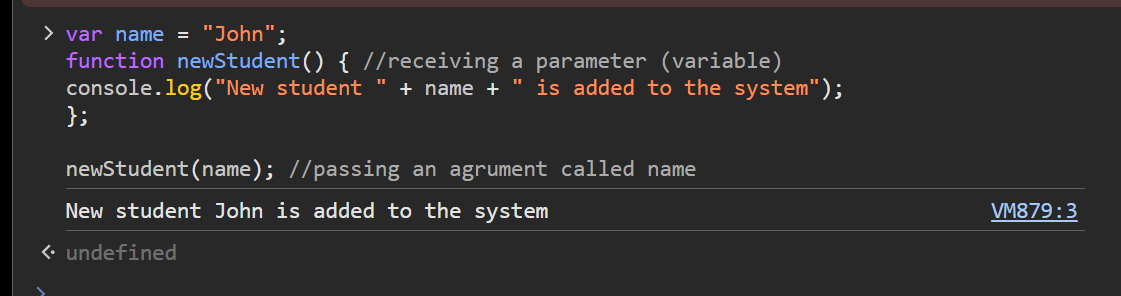 > var name = "John";
function newStudent() { //receiving a parameter (variable)
console.log("New student " + name + " is added to the system");
};
newStudent(name); //passing an agrument called name
New student John is added to the system VM879:3
undefined
>